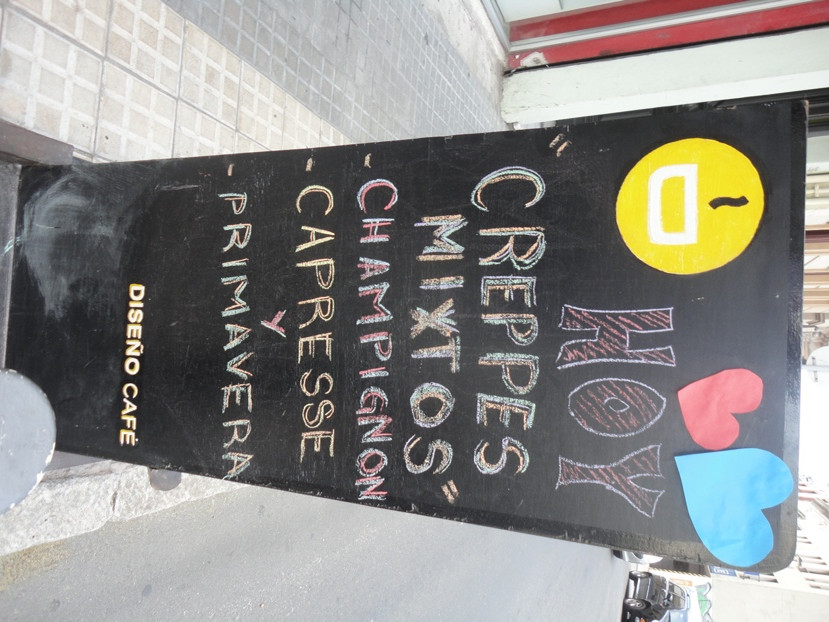 D
HOY
"CREPPES
MIXTOS"
- CHAMPIGNON
- CAPRESSE
Y
- PRIMAVERA
DISEÑO CAFÉ